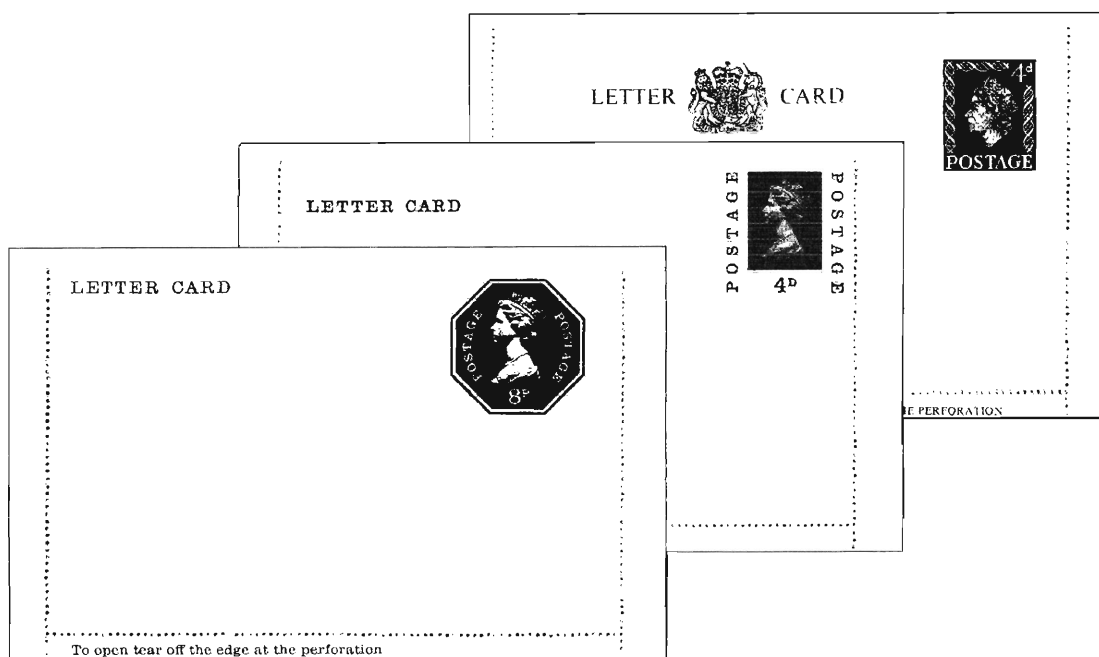 LETTER CARD
4d
POSTAGE
THE PERFORATION
LETTER CARD
POSTAGE
POSTAGE
4D
LETTER CARD
POSTAGE
POSTAGE
8P
To open tear off the edge at the perforation